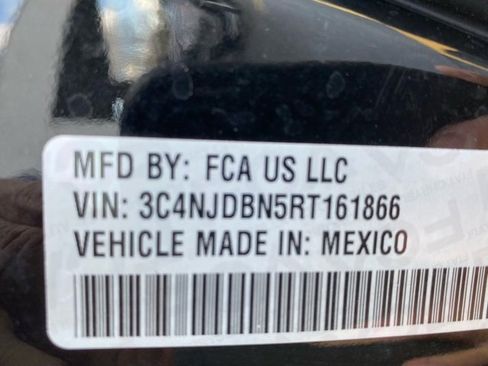 MFD BY: FCA US LLC
VIN: 3C4NJDBN5RT161866
VEHICLE MADE IN: MEXICO